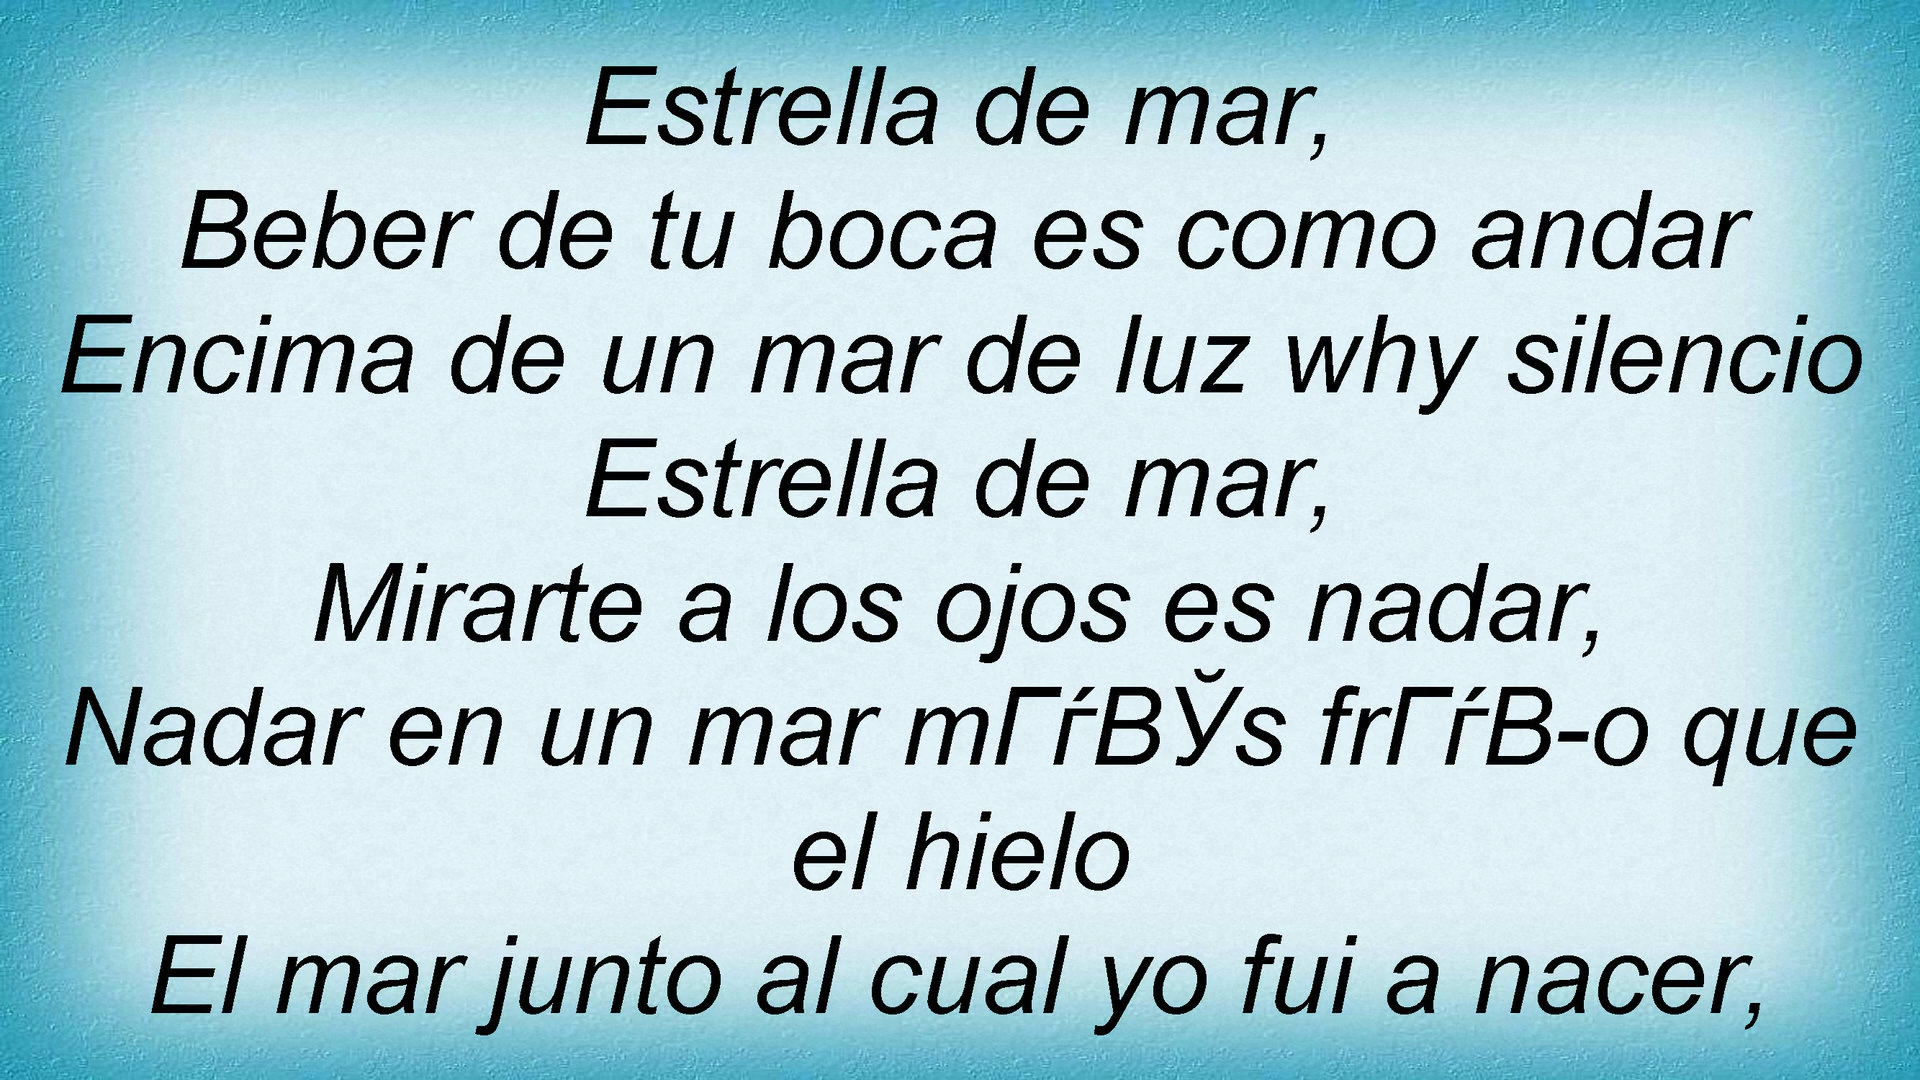 Estrella de mar,
Beber de tu boca es como andar
Encima de un mar de luz why silencio
Estrella de mar,
Mirarte a los ojos es nadar,
Nadar en un mar mГѓВЎs frГѓВ-o que
el hielo
El mar junto al cual yo fui a nacer,